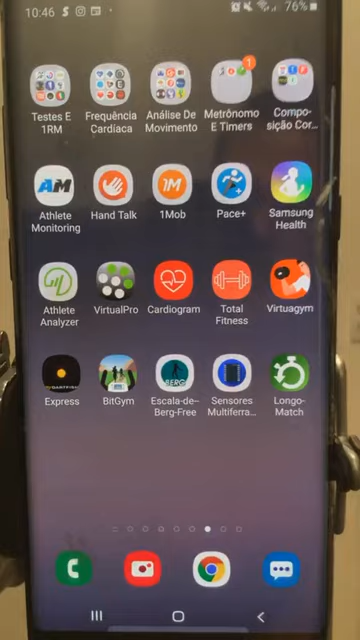 10:46
76%
1
Testes E
1RM
Frequência
Cardíaca
Análise De
Movimento
Metrônomo
E Timers
Compo-
sição Cor...
AM
1M
Athlete
Monitoring
Hand Talk
1Mob
Pace+
Samsung
Health
Athlete
Analyzer
VirtualPro
Cardiogram
Total
Fitness
Virtuagym
DARTFISH
BERG
Express
BitGym
Escala-de-
Berg-Free
Sensores
Multiferra...
Longo-
Match